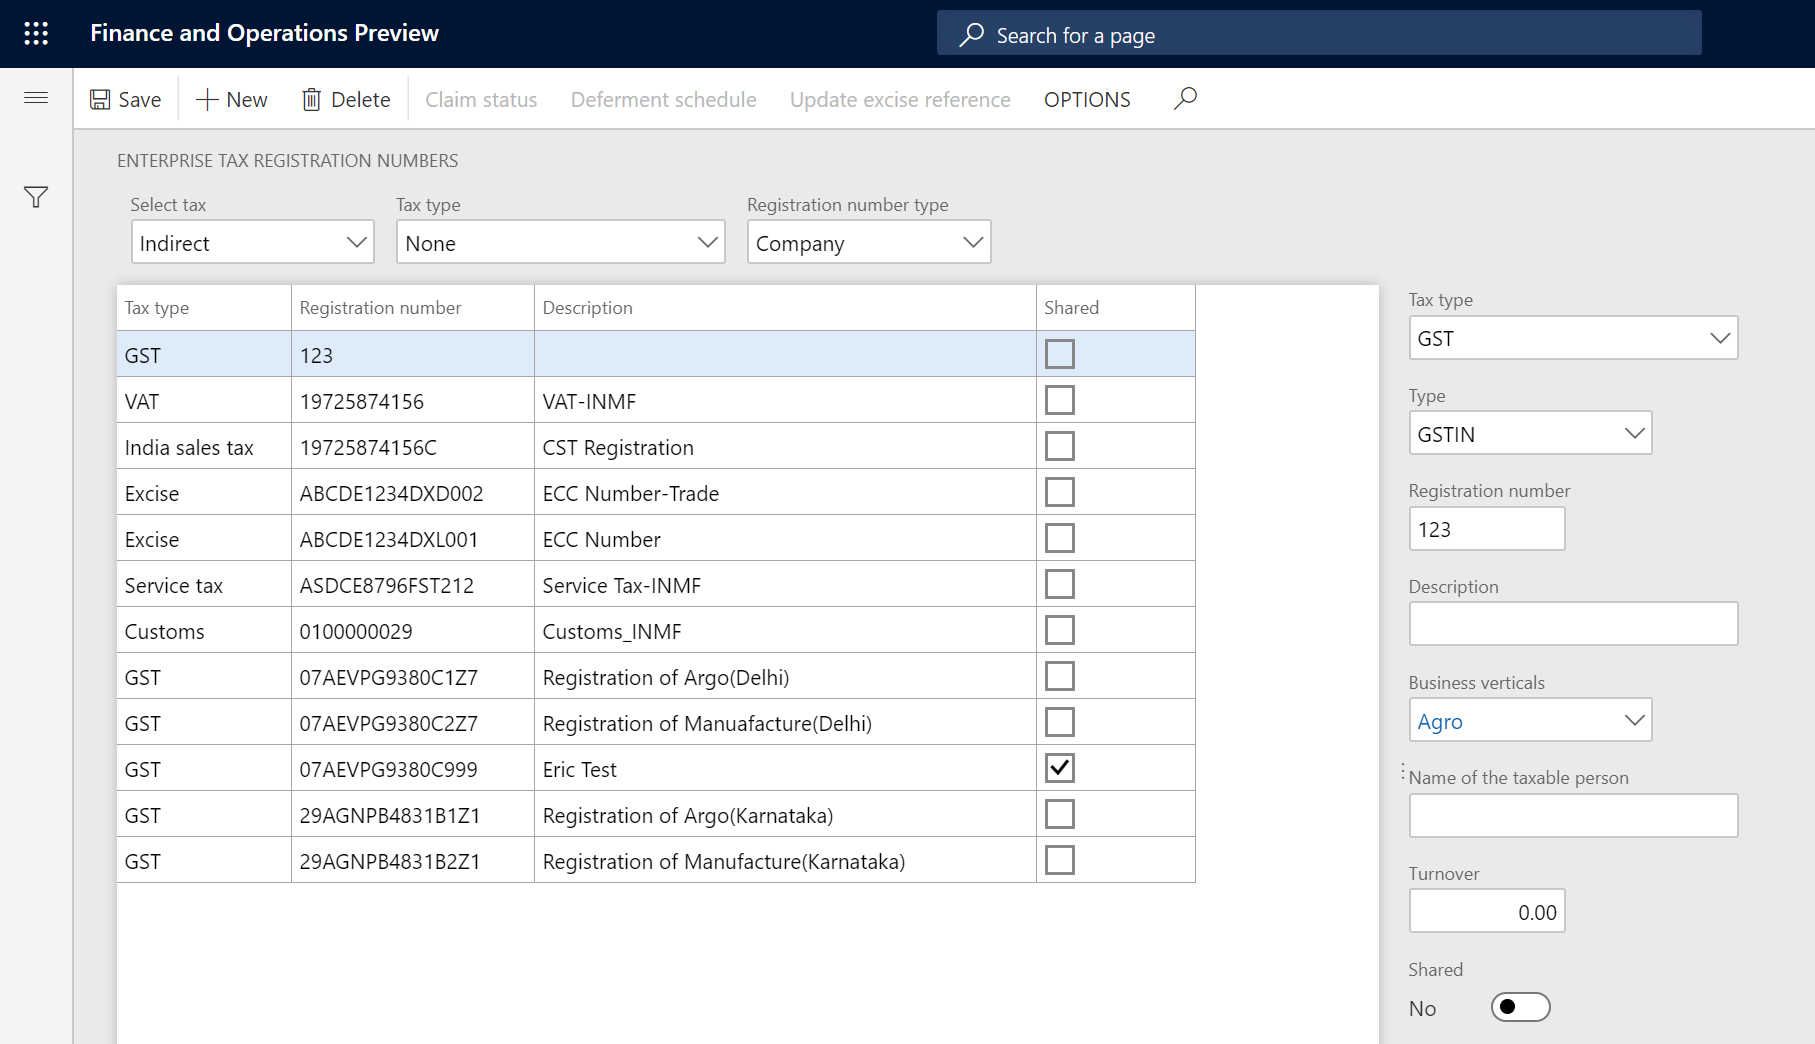 Finance and Operations Preview
Search for a page
Save
New
Delete
Claim status
Deferment schedule
Update excise reference
OPTIONS
ENTERPRISE TAX REGISTRATION NUMBERS
Select tax
Tax type
Registration number type
Indirect
None
Company
Tax type Registration number Description Shared
GST 123
VAT 19725874156 VAT-INMF
India sales tax 19725874156C CST Registration
Excise ABCDE1234DXD002 ECC Number-Trade
Excise ABCDE1234DXL001 ECC Number
Service tax ASDCE8796FST212 Service Tax-INMF
Customs 0100000029 Customs_INMF
GST 07AEVPG9380C1Z7 Registration of Argo(Delhi)
GST 07AEVPG9380C2Z7 Registration of Manuafacture(Delhi)
GST 07AEVPG9380C999 Eric Test
GST 29AGNPB4831B1Z1 Registration of Argo(Karnataka)
GST 29AGNPB4831B2Z1 Registration of Manufacture(Karnataka)
Tax type
GST
Type
GSTIN
Registration number
123
Description
Business verticals
Agro
Name of the taxable person
Turnover
0.00
Shared
No